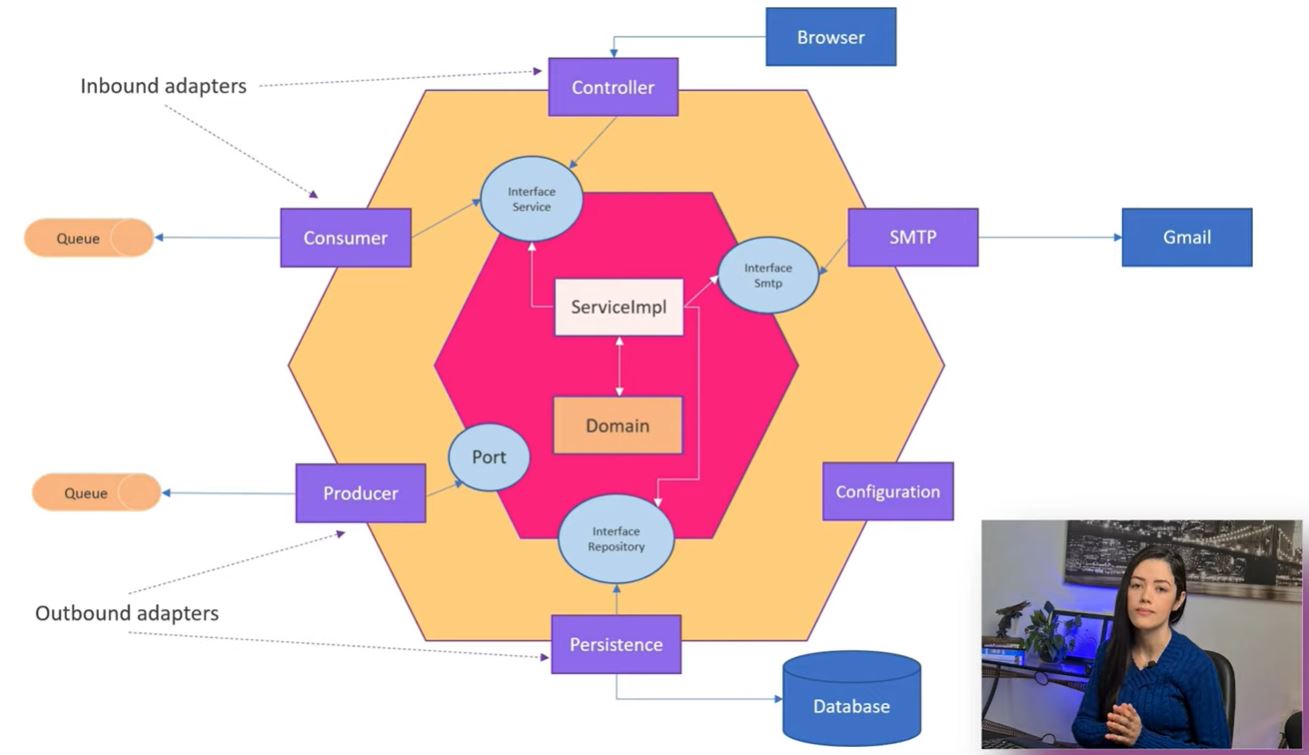 Browser
Inbound adapters
Controller
Interface
Service
Queue
Consumer
SMTP
Gmail
Interface
Smtp
ServiceImpl
Domain
Port
Queue
Producer
Configuration
Interface
Repository
Outbound adapters
Persistence
Database